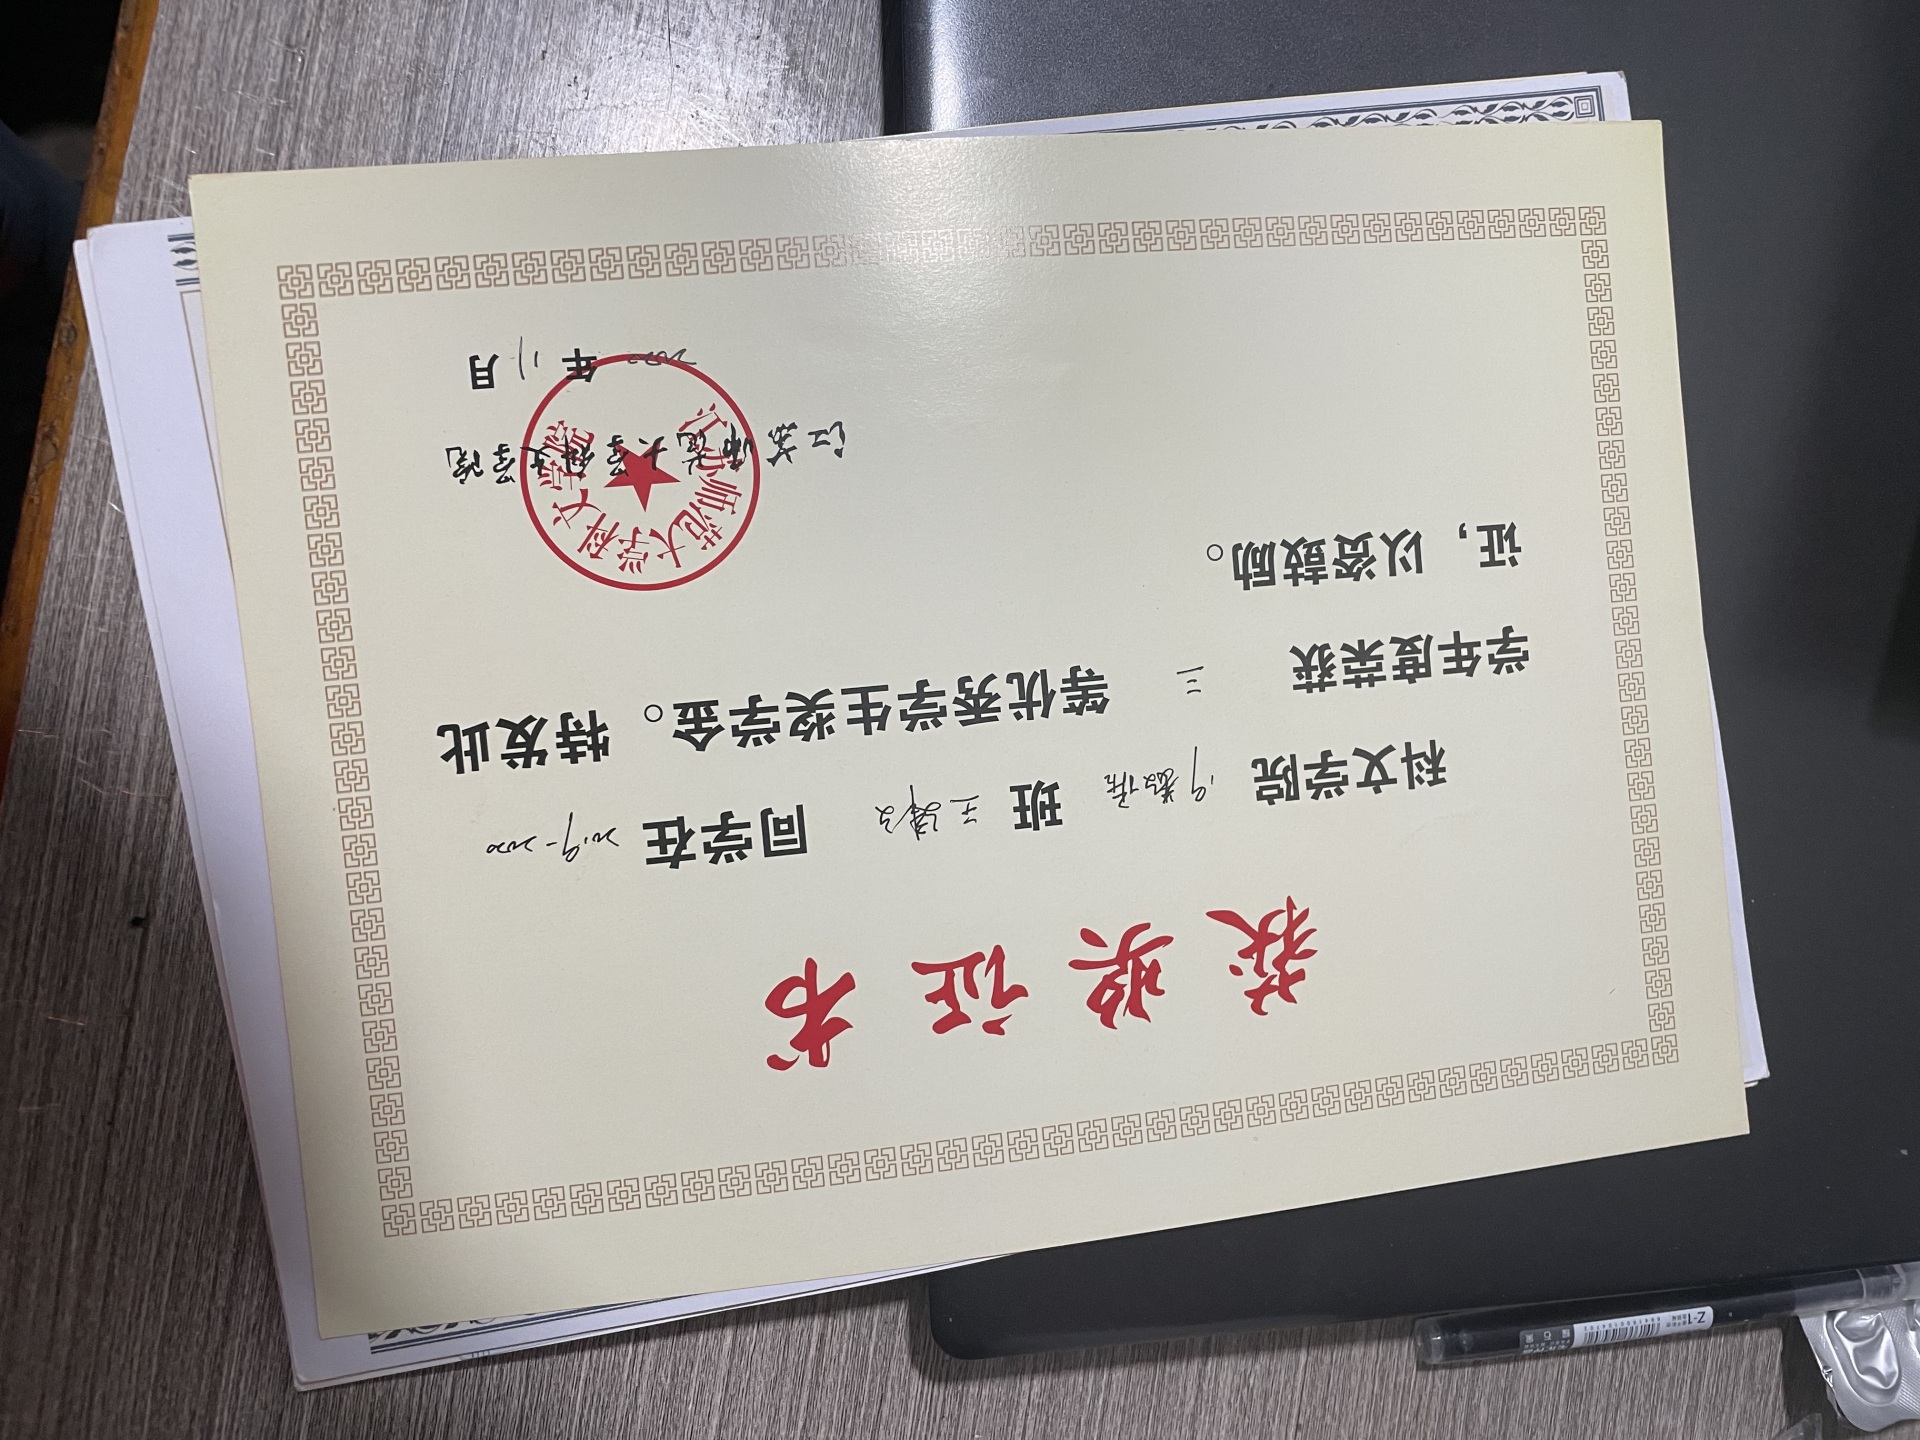 获奖证书
科文学院 19数承 班 王 同学在 2019-2020
学年度荣获 三 等优秀学生奖学金。特发此
证，以资鼓励。
江苏师范大学科文学院
江苏师范大学科文学院
2020 年 11 月
Z-1